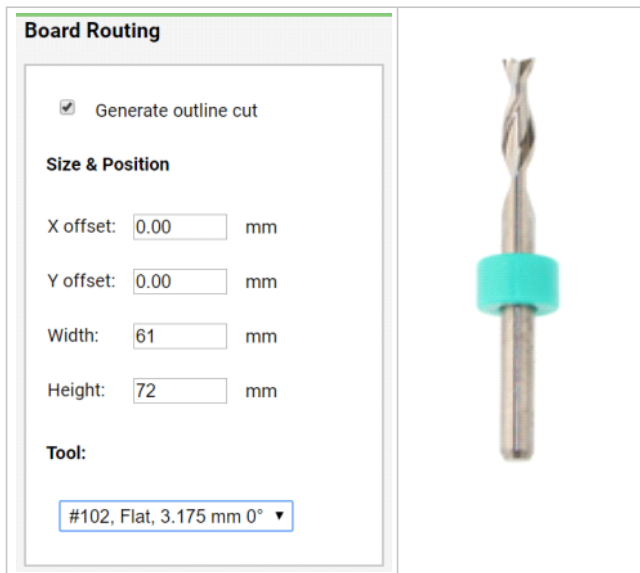 Board Routing
Generate outline cut
Size & Position
X offset: 0.00 mm
Y offset: 0.00 mm
Width: 61 mm
Height: 72 mm
Tool:
#102, Flat, 3.175 mm 0°